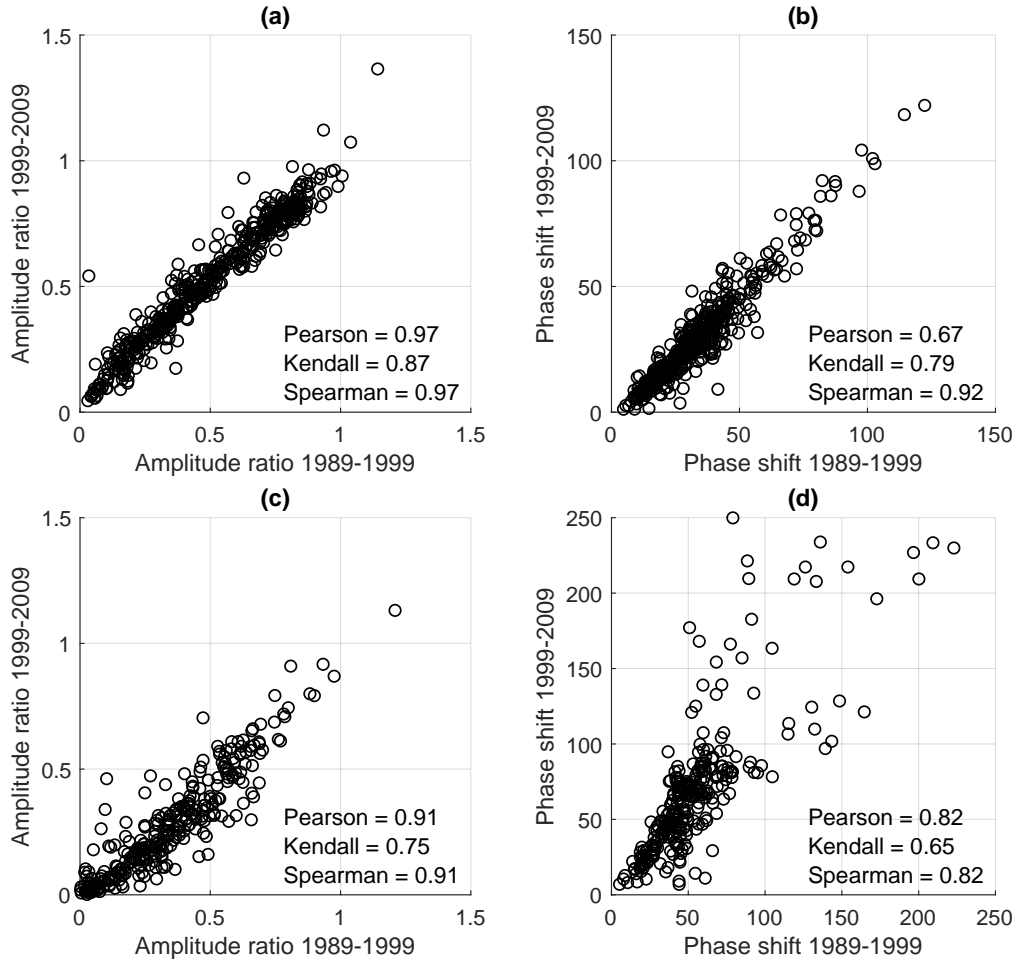 (a)
1.5
1
0.5
0
0
0.5
1
1.5
Amplitude ratio 1999-2009
Amplitude ratio 1989-1999
Pearson = 0.97
Kendall = 0.87
Spearman = 0.97
(b)
150
100
50
0
0
50
100
150
Phase shift 1999-2009
Phase shift 1989-1999
Pearson = 0.67
Kendall = 0.79
Spearman = 0.92
(c)
1.5
1
0.5
0
0
0.5
1
1.5
Amplitude ratio 1999-2009
Amplitude ratio 1989-1999
Pearson = 0.91
Kendall = 0.75
Spearman = 0.91
(d)
250
200
150
100
50
0
0
50
100
150
200
250
Phase shift 1999-2009
Phase shift 1989-1999
Pearson = 0.82
Kendall = 0.65
Spearman = 0.82